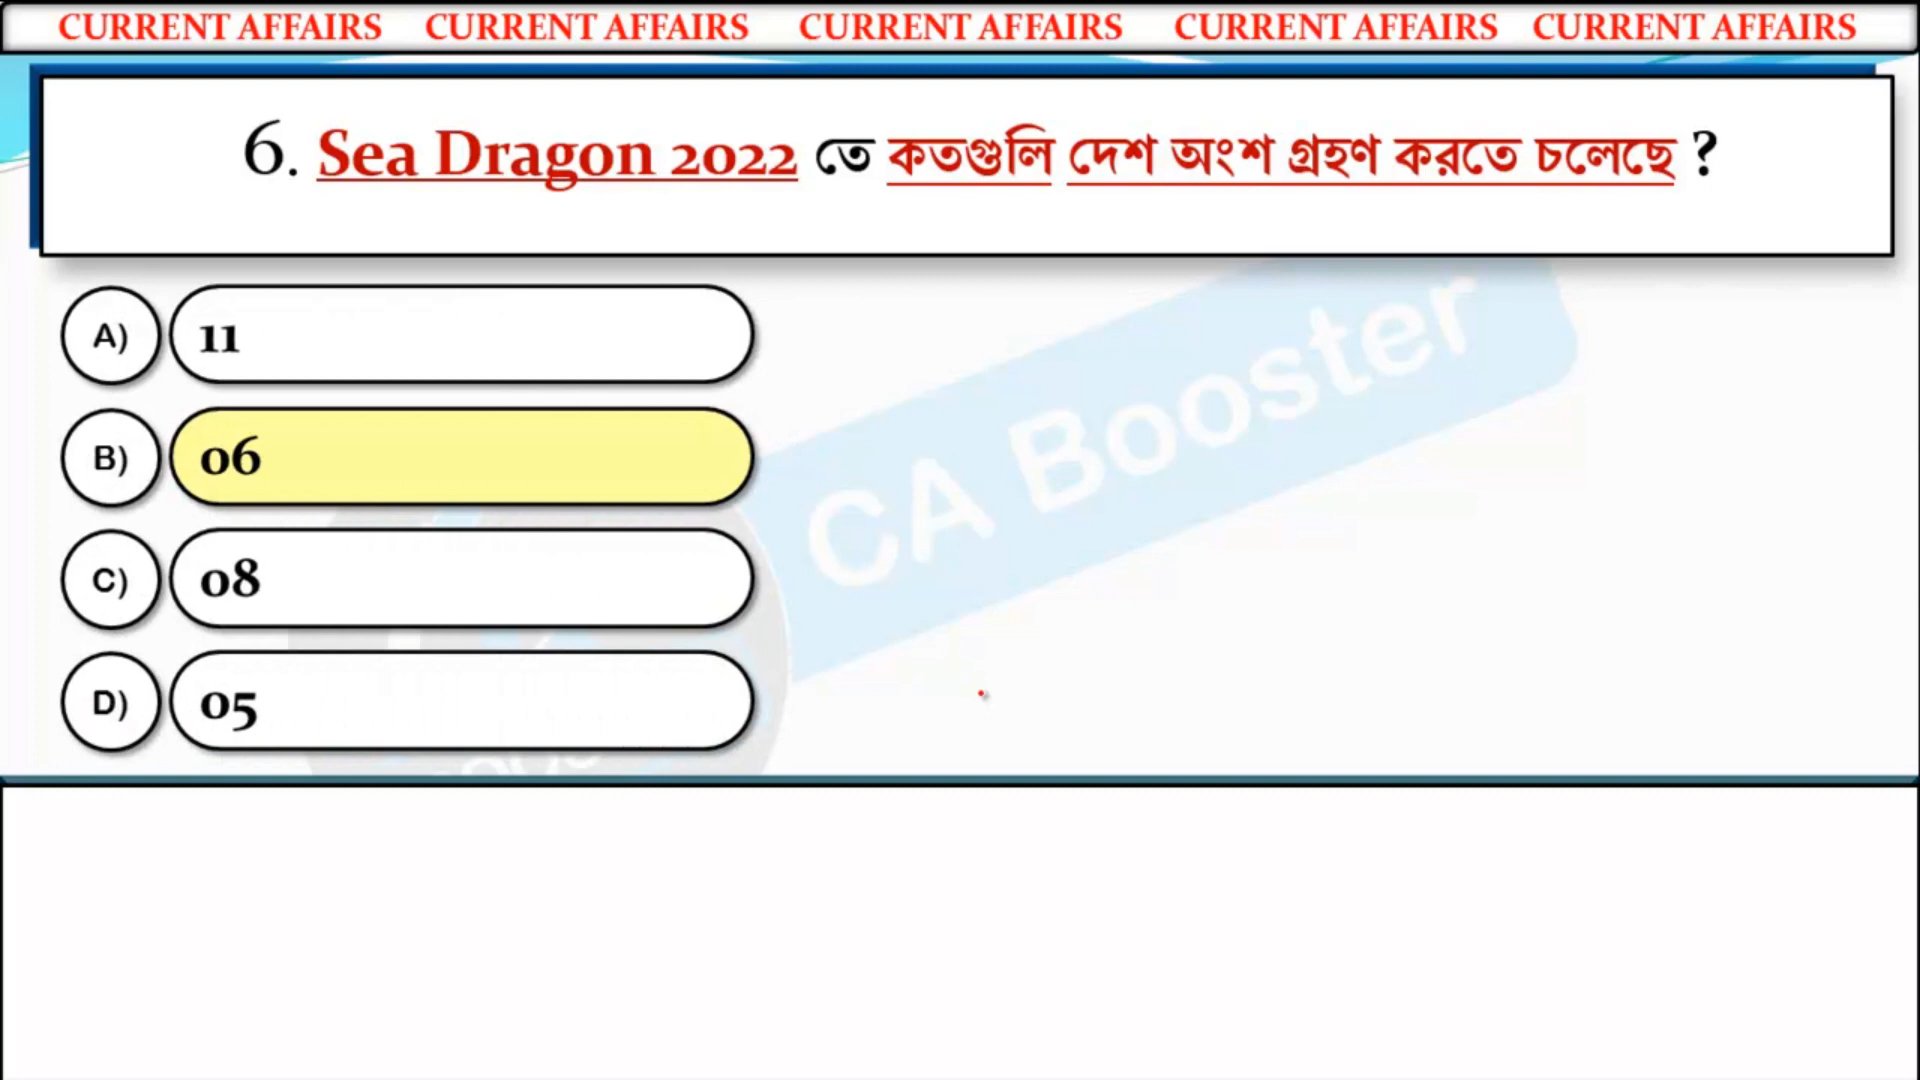 CURRENT AFFAIRS CURRENT AFFAIRS CURRENT AFFAIRS CURRENT AFFAIRS CURRENT AFFAIRS
6. Sea Dragon 2022 তে কতগুলি দেশ অংশ গ্রহণ করতে চলেছে ?
A) 11
B) 06
C) 08
D) 05
CA Booster